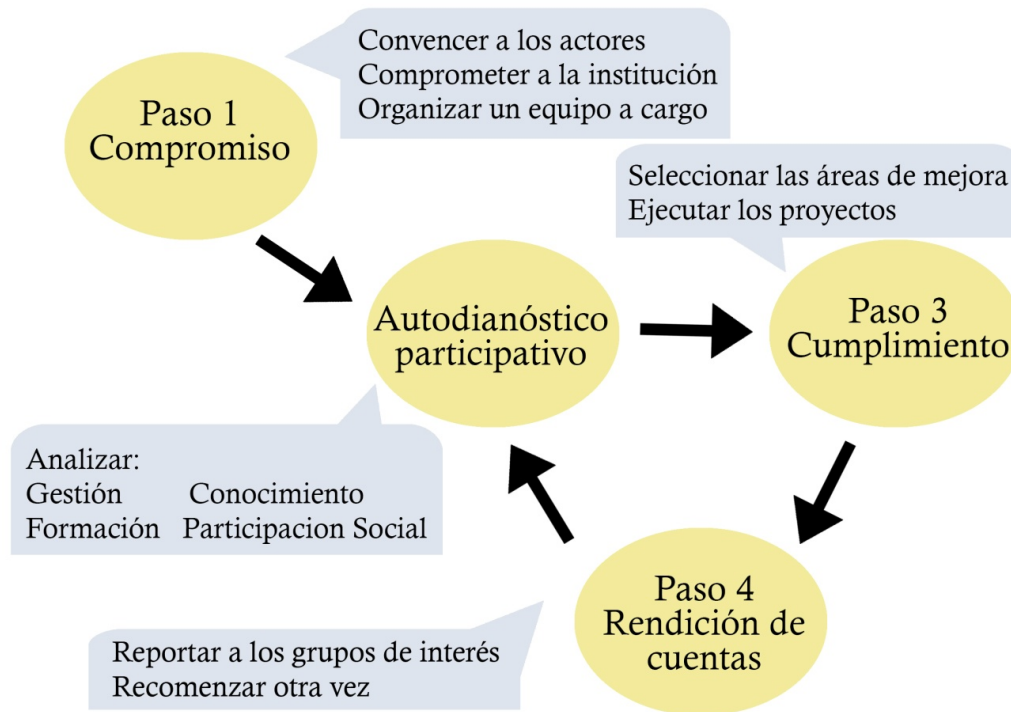 Convencer a los actores
Comprometer a la institución
Organizar un equipo a cargo
Paso 1
Compromiso
Seleccionar las áreas de mejora
Ejecutar los proyectos
Autodianóstico
participativo
Paso 3
Cumplimiento
Analizar:
Gestión Conocimiento
Formación Participacion Social
Paso 4
Rendición de
cuentas
Reportar a los grupos de interés
Recomenzar otra vez